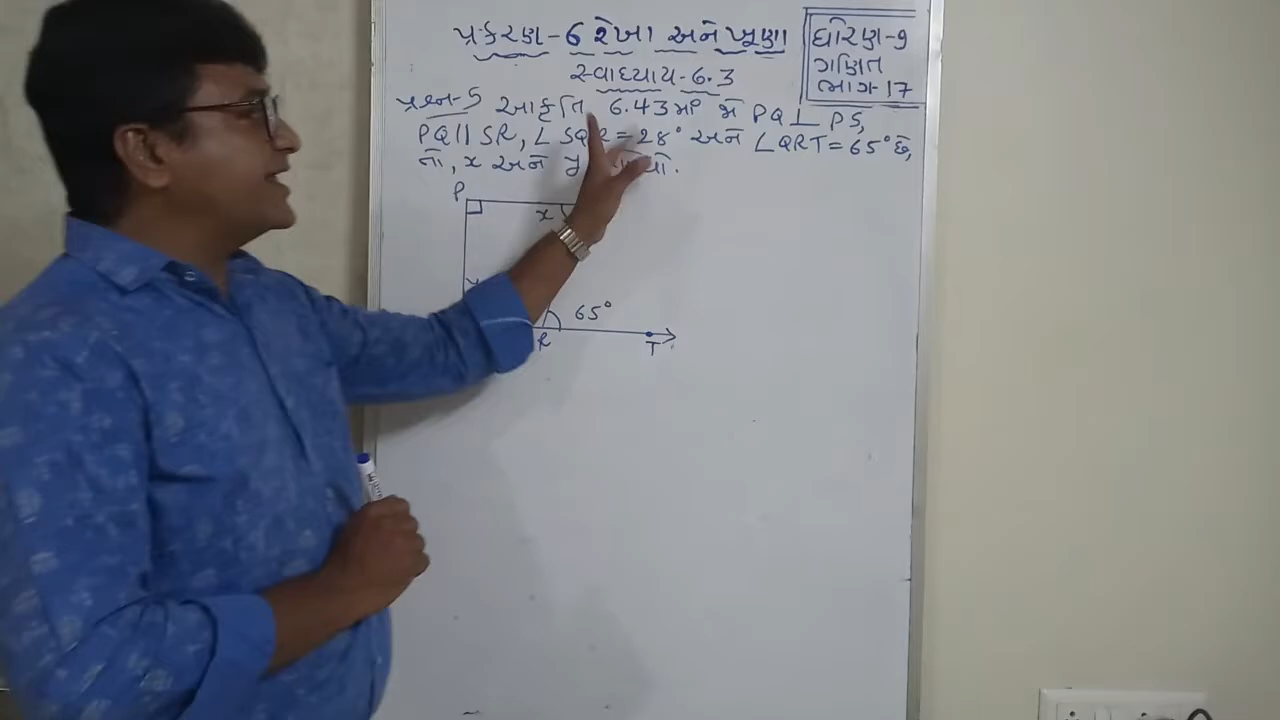 પ્રકરણ-6 રેખા અને ખૂણા
ધોરણ-9
ગણિત
ભાગ-17
સ્વાધ્યાય-6.3
પ્રશ્ન-5 આકૃતિ 6.43માં જો PQ⊥ PS,
PQ∥SR, ∠SQR=28° અને ∠QRT=65° છે,
તો, x અને y
P
x
65°
R
T